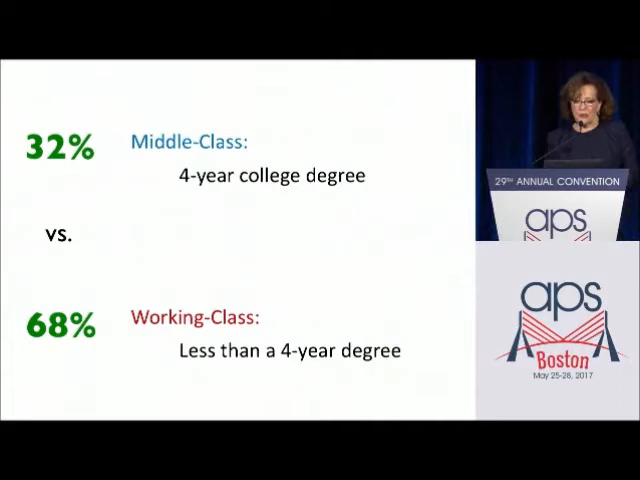 32%
Middle-Class:
4-year college degree
vs.
68%
Working-Class:
Less than a 4-year degree
29TH ANNUAL CONVENTION
aps
aps
Boston
May 25-28, 2017